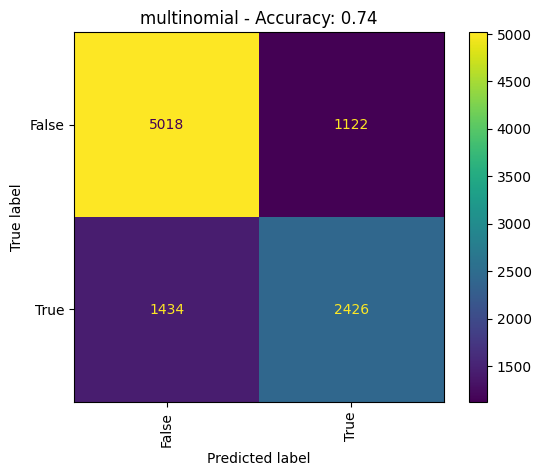 multinomial - Accuracy: 0.74
True label
False
5018
1122
True
1434
2426
False
True
Predicted label
5000
4500
4000
3500
3000
2500
2000
1500